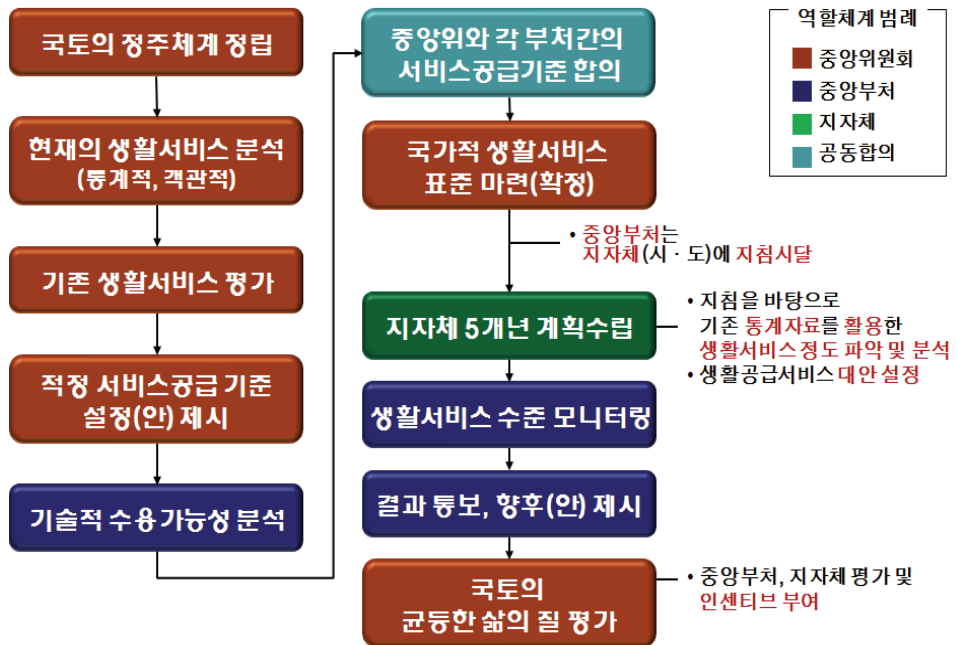 국토의 정주체계 정립
현재의 생활서비스 분석
(통계적, 객관적)
기존 생활서비스 평가
적정 서비스공급 기준
설정(안) 제시
기술적 수용가능성 분석
중앙위와 각 부처간의
서비스공급기준 합의
국가적 생활서비스
표준 마련(확정)
• 중앙부처는
지자체(시 · 도)에 지침시달
지자체 5개년 계획수립
• 지침을 바탕으로
기존 통계자료를 활용한
생활서비스 정도 파악 및 분석
• 생활공급서비스 대안 설정
생활서비스 수준 모니터링
결과 통보, 향후(안) 제시
국토의
균등한 삶의 질 평가
• 중앙부처, 지자체 평가 및
인센티브 부여
역할체계 범례
중앙위원회
중앙부처
지자체
공동합의